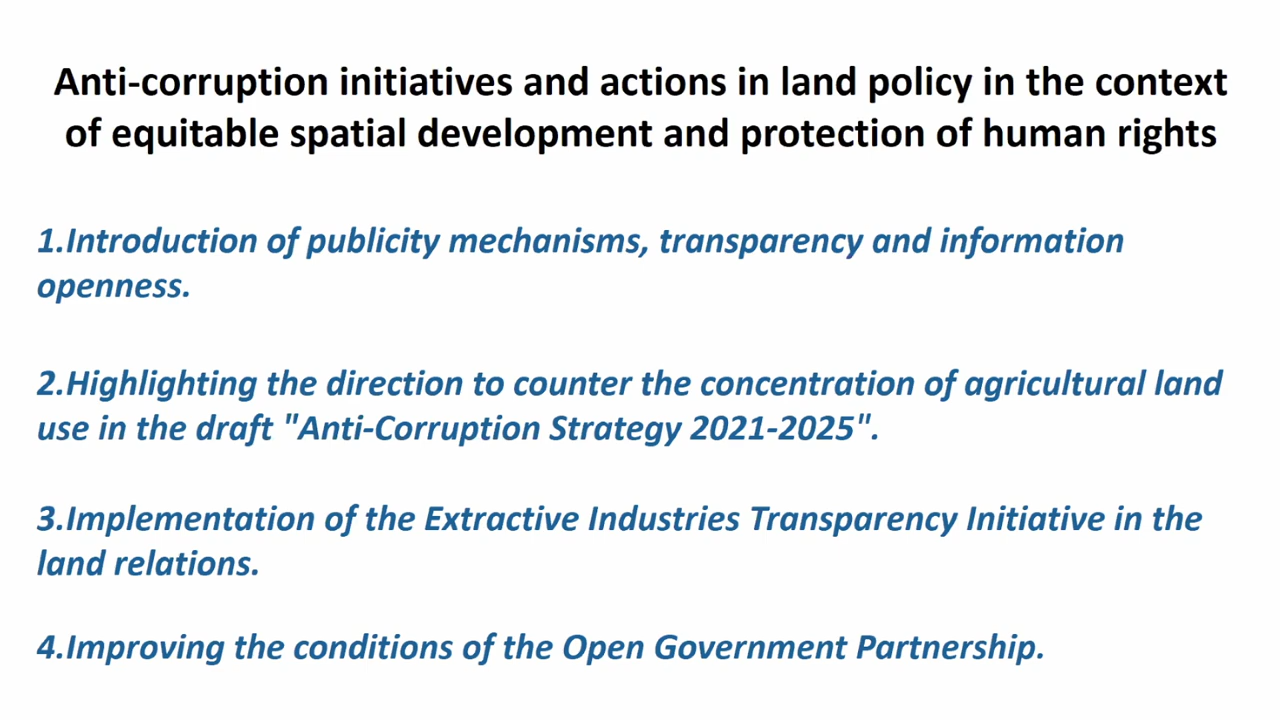 Anti-corruption initiatives and actions in land policy in the context
of equitable spatial development and protection of human rights
1.Introduction of publicity mechanisms, transparency and information
openness.
2.Highlighting the direction to counter the concentration of agricultural land
use in the draft "Anti-Corruption Strategy 2021-2025".
3.Implementation of the Extractive Industries Transparency Initiative in the
land relations.
4.Improving the conditions of the Open Government Partnership.